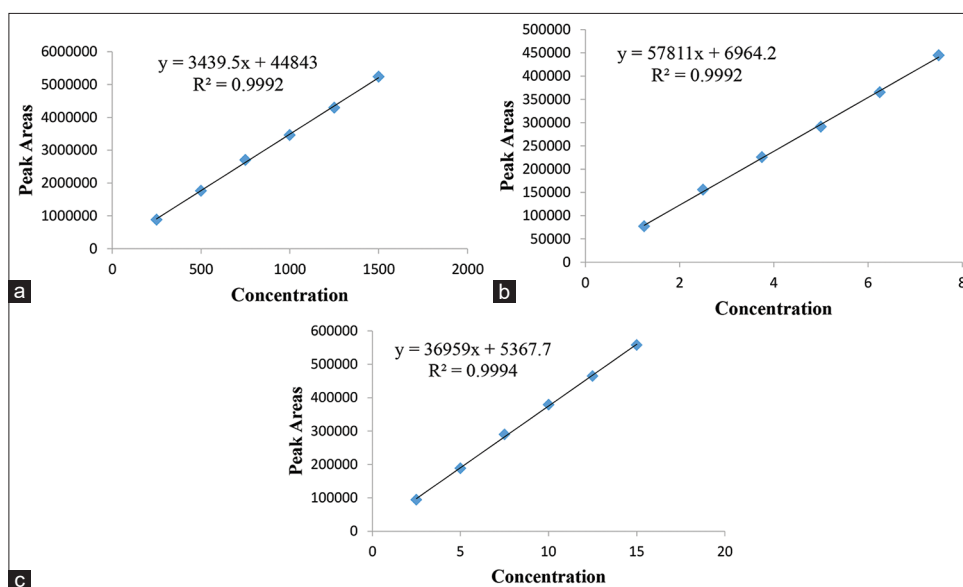 6000000
5000000
4000000
3000000
2000000
1000000
0
y = 3439.5x + 44843
R² = 0.9992
Peak Areas
0 500 1000 1500 2000
Concentration
a
500000
450000
400000
350000
300000
250000
200000
150000
100000
50000
0
y = 57811x + 6964.2
R² = 0.9992
Peak Areas
0 2 4 6 8
Concentration
b
600000
500000
400000
300000
200000
100000
0
y = 36959x + 5367.7
R² = 0.9994
Peak Areas
0 5 10 15 20
Concentration
c